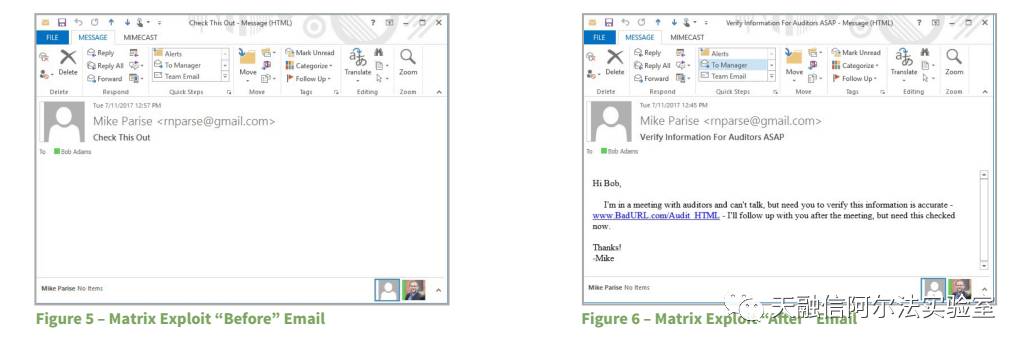 Check This Out - Message (HTML)
FILE MESSAGE MIMECAST
Delete
Reply
Reply All
Forward
Alerts
To Manager
Team Email
Move
Mark Unread
Categorize
Follow Up
Translate
Zoom
Delete Respond Quick Steps Move Tags Editing Zoom
Tue 7/11/2017 12:57 PM
Mike Parise <rnparse@gmail.com>
Check This Out
To Bob Adams
Mike Parise No Items
Figure 5 – Matrix Exploit “Before” Email
Verify Information For Auditors ASAP - Message (HTML)
FILE MESSAGE MIMECAST
Delete
Reply
Reply All
Forward
Alerts
To Manager
Team Email
Move
Mark Unread
Categorize
Follow Up
Translate
Zoom
Delete Respond Quick Steps Move Tags Editing Zoom
Tue 7/11/2017 12:45 PM
Mike Parise <rnparse@gmail.com>
Verify Information For Auditors ASAP
To Bob Adams
Hi Bob,
I'm in a meeting with auditors and can't talk, but need you to verify this information is accurate -
www.BadURL.com/Audit_HTML - I'll follow up with you after the meeting, but need this checked
now.
Thanks!
-Mike
Mike Parise No Items
Figure 6 – Matrix Exploit “After” Email
天融信阿尔法实验室